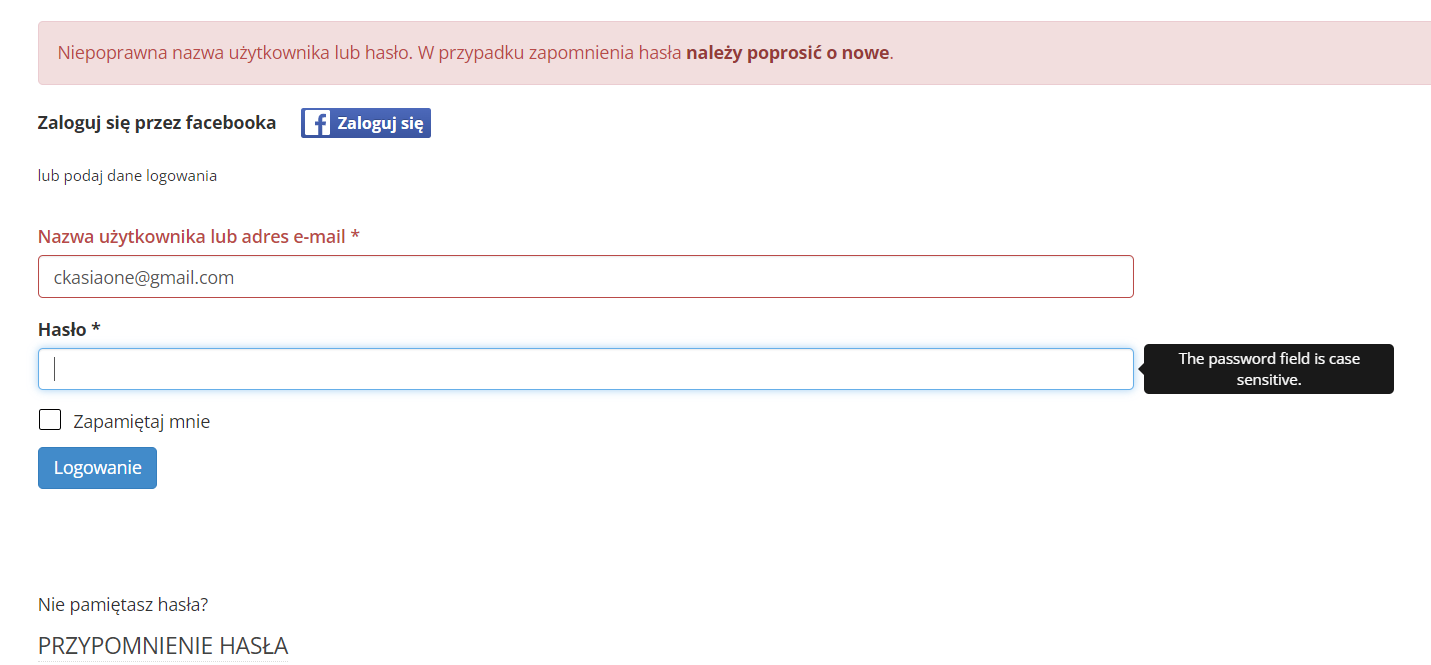 Niepoprawna nazwa użytkownika lub hasło. W przypadku zapomnienia hasła należy poprosić o nowe.
Zaloguj się przez facebooka
f Zaloguj się
lub podaj dane logowania
Nazwa użytkownika lub adres e-mail *
ckasiaone@gmail.com
Hasło *
The password field is case
sensitive.
Zapamiętaj mnie
Logowanie
Nie pamiętasz hasła?
PRZYPOMNIENIE HASŁA